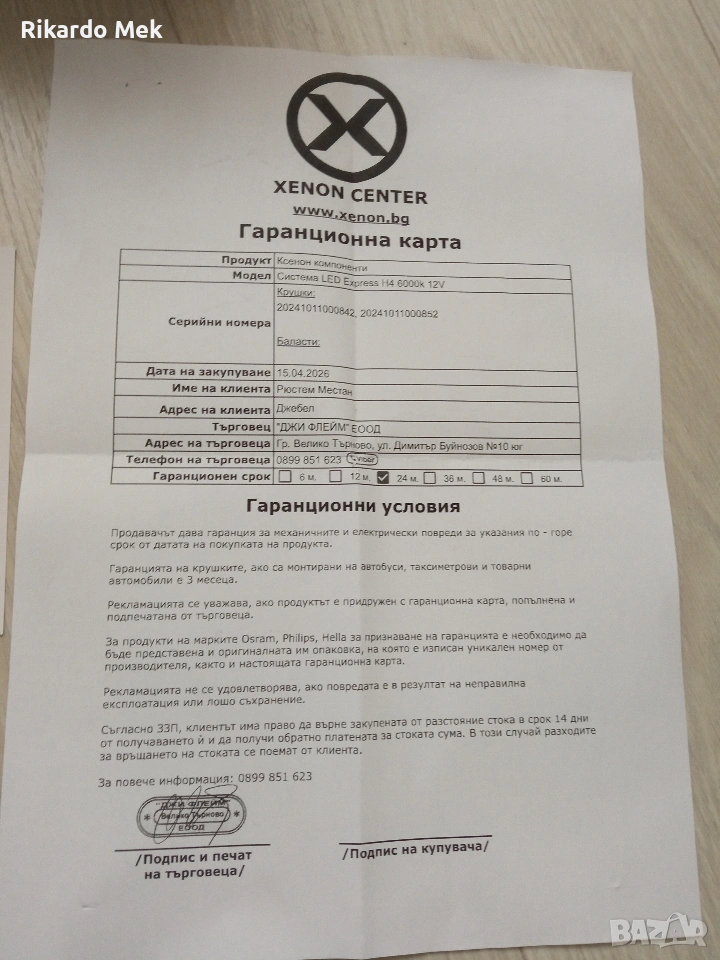 Rikardo Mek
X
XENON CENTER
www.xenon.bg
Гаранционна карта
Продукт Ксенон компоненти
Модел Система LED Express H4 6000k 12V
Серийни номера Крушки:
20241011000842, 20241011000852
Баласти:
Дата на закупуване 15.04.2026
Име на клиента Рюстем Местан
Адрес на клиента Джебел
Търговец "ДЖИ ФЛЕЙМ" ЕООД
Адрес на търговеца Гр. Велико Търново, ул. Димитър Буйнозов №10 юг
Телефон на търговеца 0899 851 623 viber
Гаранционен срок 6 м. 12 м. 24 м. 36 м. 48 м. 60 м.
Гаранционни условия
Продавачът дава гаранция за механичните и електрически повреди за указания по - горе
срок от датата на покупката на продукта.
Гаранцията на крушките, ако са монтирани на автобуси, таксиметрови и товарни
автомобили е 3 месеца.
Рекламацията се уважава, ако продуктът е придружен с гаранционна карта, попълнена и
подпечатана от търговеца.
За продукти на марките Osram, Philips, Hella за признаване на гаранцията е необходимо да
бъде представена и оригиналната им опаковка, на която е изписан уникален номер от
производителя, както и настоящата гаранционна карта.
Рекламацията не се удовлетворява, ако повредата е в резултат на неправилна
експлоатация или лошо съхранение.
Съгласно ЗЗП, клиентът има право да върне закупената от разстояние стока в срок 14 дни
от получаването ѝ и да получи обратно платената за стоката сума. В този случай разходите
за връщането на стоката се поемат от клиента.
За повече информация: 0899 851 623
"ДЖИ ФЛЕЙМ"
* Велико Търново *
ЕООД
/Подпис и печат
на търговеца/
/Подпис на купувача/
BAZAR